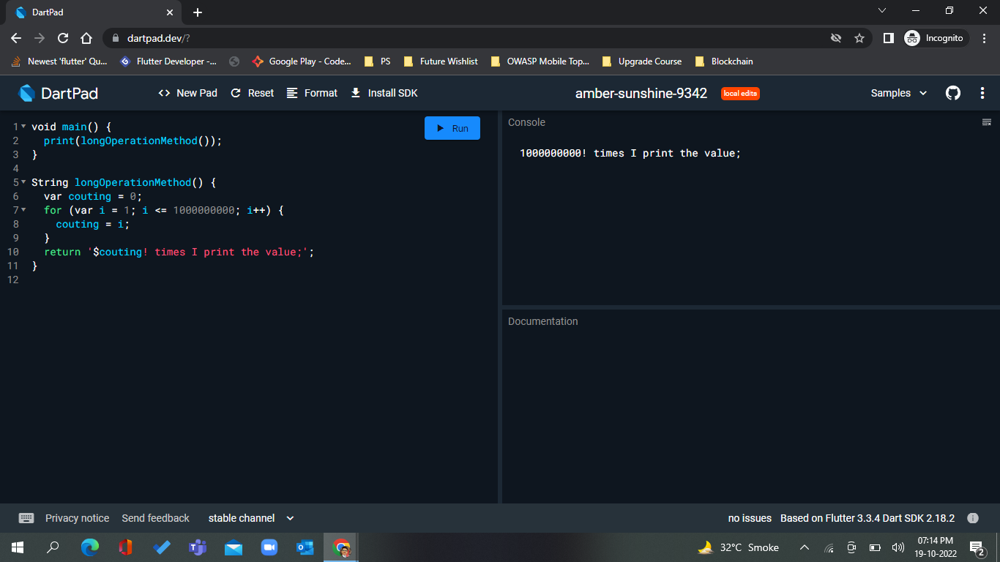 DartPad
dartpad.dev/?
Incognito
Newest 'flutter' Qu...
Flutter Developer -...
Google Play - Code...
PS
Future Wishlist
OWASP Mobile Top...
Upgrade Course
Blockchain
DartPad
<> New Pad
Reset
Format
Install SDK
amber-sunshine-9342
local edits
Samples
Run
1 void main() {
2   print(longOperationMethod());
3 }
4
5 String longOperationMethod() {
6   var couting = 0;
7   for (var i = 1; i <= 1000000000; i++) {
8     couting = i;
9   }
10   return '$couting! times I print the value;';
11 }
12
Console
1000000000! times I print the value;
Documentation
Privacy notice
Send feedback
stable channel
no issues
Based on Flutter 3.3.4 Dart SDK 2.18.2
32°C Smoke
07:14 PM
19-10-2022
2